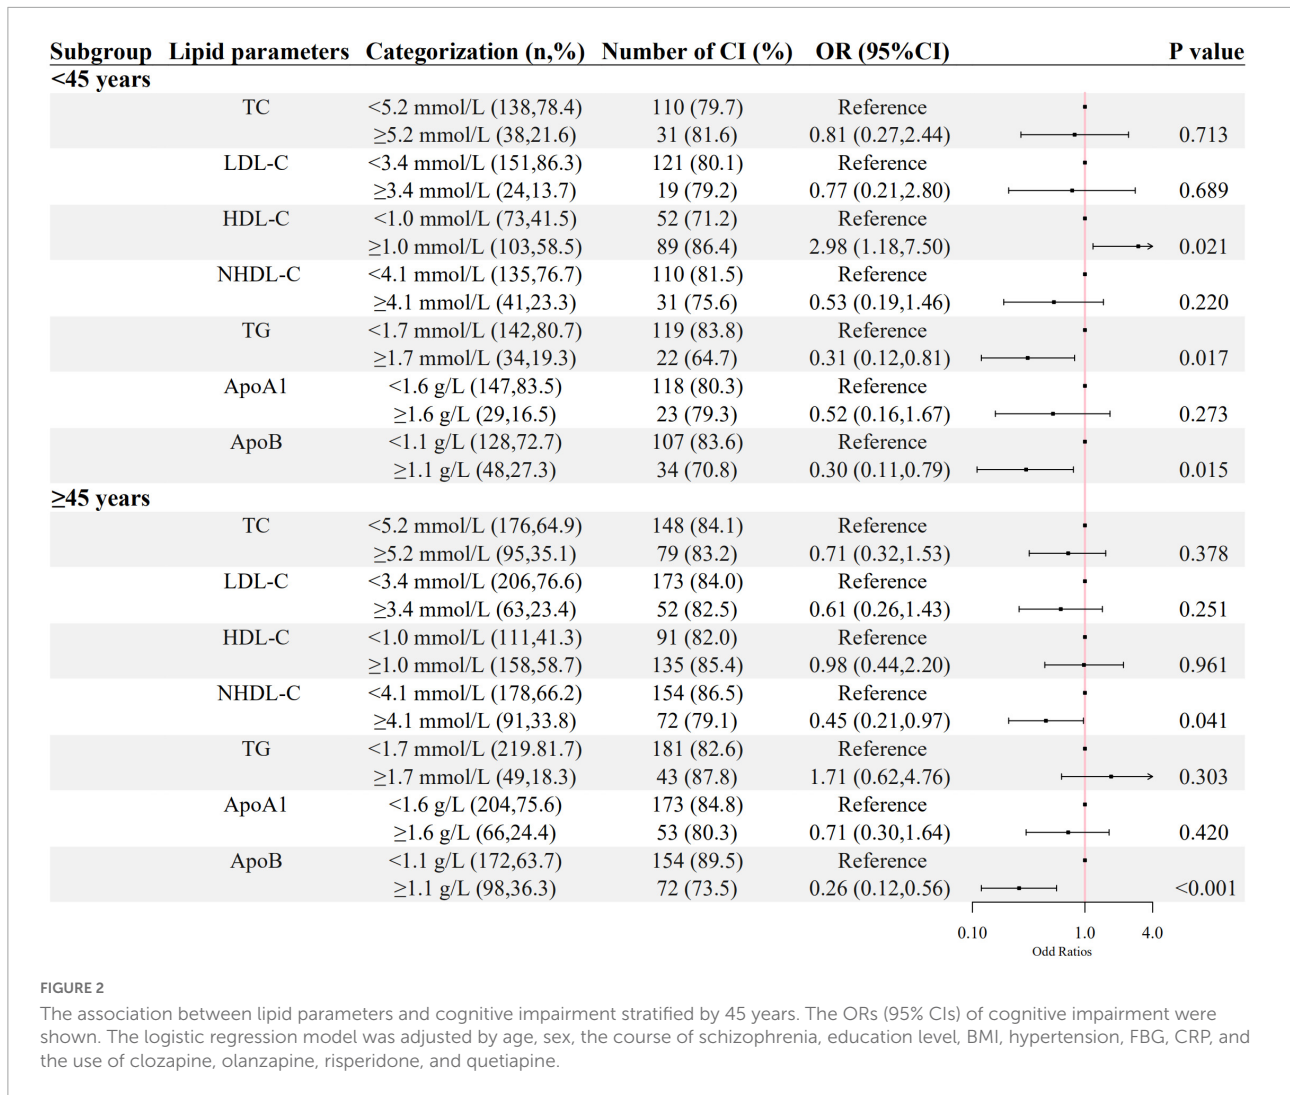 Subgroup Lipid parameters Categorization (n,%) Number of CI (%) OR (95%CI) P value
<45 years
TC <5.2 mmol/L (138,78.4) 110 (79.7) Reference
≥5.2 mmol/L (38,21.6) 31 (81.6) 0.81 (0.27,2.44) 0.713
LDL-C <3.4 mmol/L (151,86.3) 121 (80.1) Reference
≥3.4 mmol/L (24,13.7) 19 (79.2) 0.77 (0.21,2.80) 0.689
HDL-C <1.0 mmol/L (73,41.5) 52 (71.2) Reference
≥1.0 mmol/L (103,58.5) 89 (86.4) 2.98 (1.18,7.50) 0.021
NHDL-C <4.1 mmol/L (135,76.7) 110 (81.5) Reference
≥4.1 mmol/L (41,23.3) 31 (75.6) 0.53 (0.19,1.46) 0.220
TG <1.7 mmol/L (142,80.7) 119 (83.8) Reference
≥1.7 mmol/L (34,19.3) 22 (64.7) 0.31 (0.12,0.81) 0.017
ApoA1 <1.6 g/L (147,83.5) 118 (80.3) Reference
≥1.6 g/L (29,16.5) 23 (79.3) 0.52 (0.16,1.67) 0.273
ApoB <1.1 g/L (128,72.7) 107 (83.6) Reference
≥1.1 g/L (48,27.3) 34 (70.8) 0.30 (0.11,0.79) 0.015
≥45 years
TC <5.2 mmol/L (176,64.9) 148 (84.1) Reference
≥5.2 mmol/L (95,35.1) 79 (83.2) 0.71 (0.32,1.53) 0.378
LDL-C <3.4 mmol/L (206,76.6) 173 (84.0) Reference
≥3.4 mmol/L (63,23.4) 52 (82.5) 0.61 (0.26,1.43) 0.251
HDL-C <1.0 mmol/L (111,41.3) 91 (82.0) Reference
≥1.0 mmol/L (158,58.7) 135 (85.4) 0.98 (0.44,2.20) 0.961
NHDL-C <4.1 mmol/L (178,66.2) 154 (86.5) Reference
≥4.1 mmol/L (91,33.8) 72 (79.1) 0.45 (0.21,0.97) 0.041
TG <1.7 mmol/L (219.81.7) 181 (82.6) Reference
≥1.7 mmol/L (49,18.3) 43 (87.8) 1.71 (0.62,4.76) 0.303
ApoA1 <1.6 g/L (204,75.6) 173 (84.8) Reference
≥1.6 g/L (66,24.4) 53 (80.3) 0.71 (0.30,1.64) 0.420
ApoB <1.1 g/L (172,63.7) 154 (89.5) Reference
≥1.1 g/L (98,36.3) 72 (73.5) 0.26 (0.12,0.56) <0.001
0.10 1.0 4.0
Odd Ratios
FIGURE 2
The association between lipid parameters and cognitive impairment stratified by 45 years. The ORs (95% CIs) of cognitive impairment were
shown. The logistic regression model was adjusted by age, sex, the course of schizophrenia, education level, BMI, hypertension, FBG, CRP, and
the use of clozapine, olanzapine, risperidone, and quetiapine.